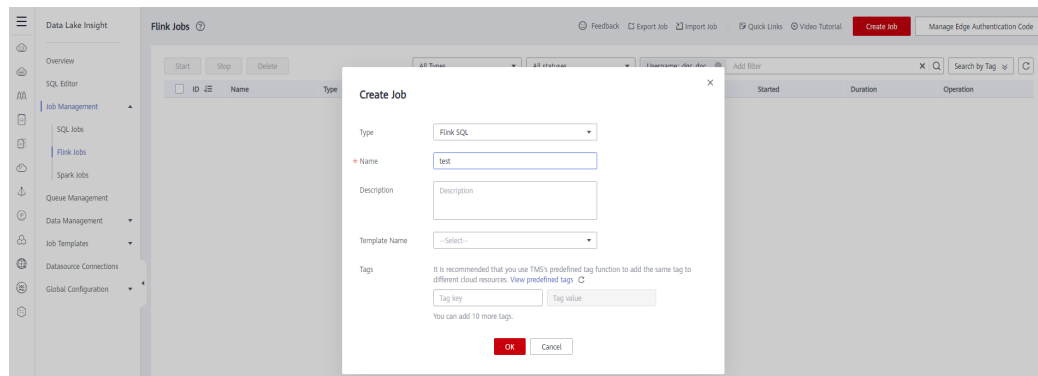 Data Lake Insight
Flink Jobs
Feedback Export Job Import Job Quick Links Video Tutorial Create Job Manage Edge Authentication Code
Overview
SQL Editor
Job Management
SQL Jobs
Flink Jobs
Spark Jobs
Queue Management
Data Management
Job Templates
Datasource Connections
Global Configuration
Start Stop Delete All Types All statuses Username: dgc_dgc Add filter Search by Tag
ID Name Type Started Duration Operation
Create Job
Type Flink SQL
* Name test
Description Description
Template Name --Select--
Tags It is recommended that you use TMS's predefined tag function to add the same tag to
different cloud resources. View predefined tags
Tag key Tag value
You can add 10 more tags.
OK Cancel